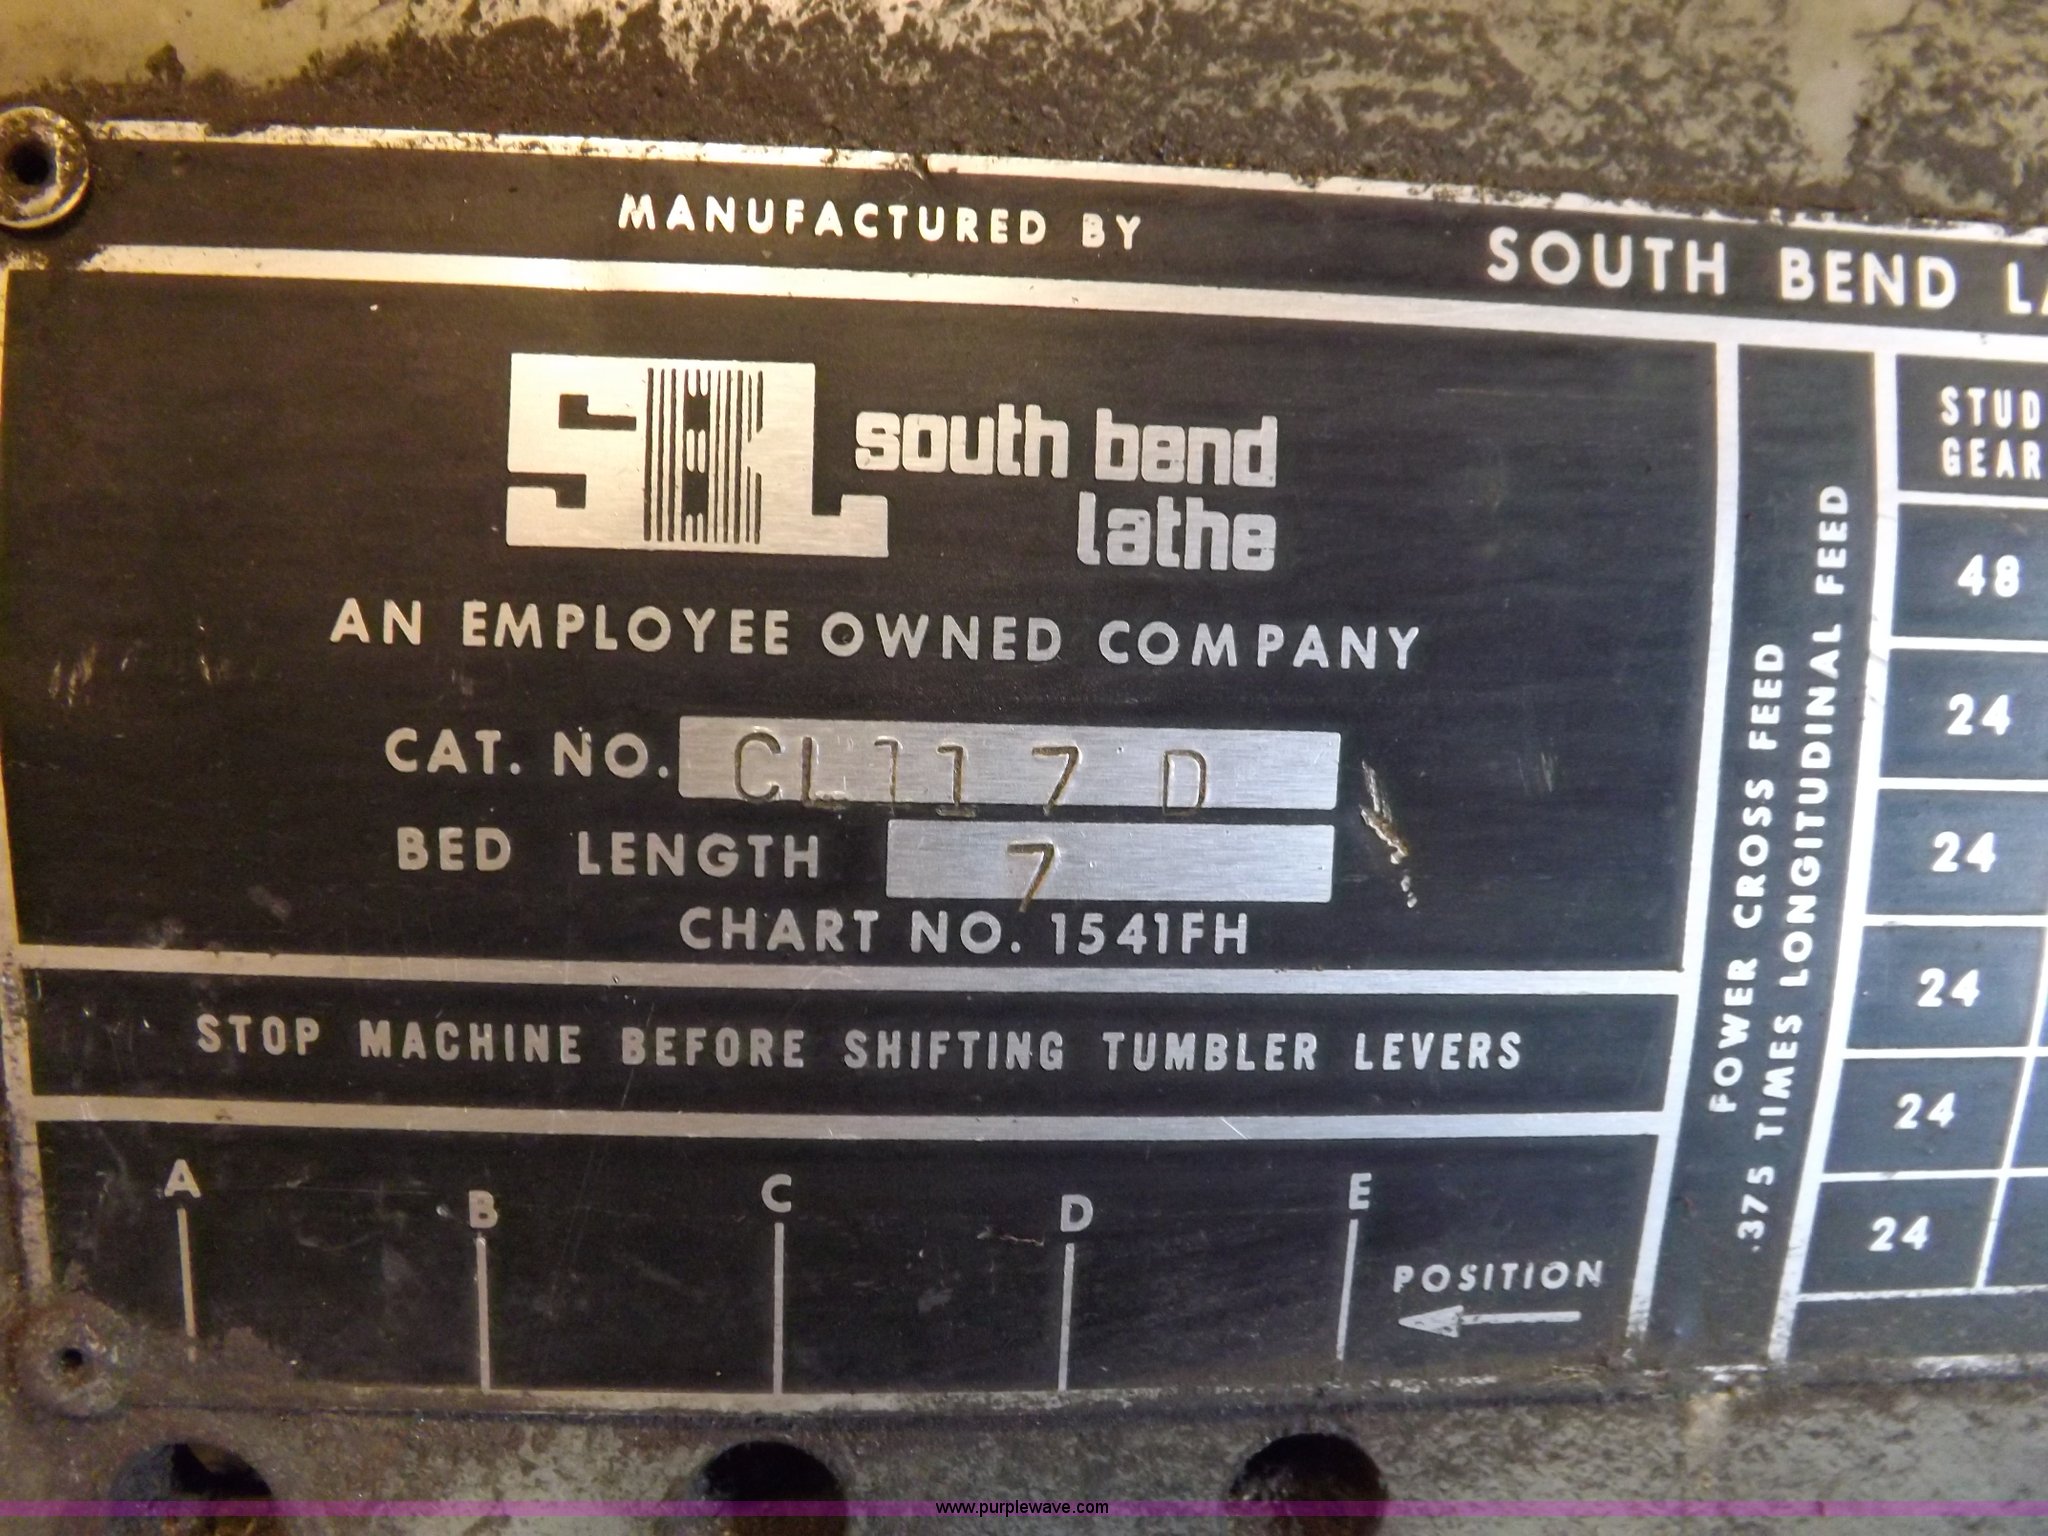 MANUFACTURED BY
SOUTH BEND LA
SBL
south bend
lathe
AN EMPLOYEE OWNED COMPANY
CAT. NO. CL117D
BED LENGTH 7
CHART NO. 1541FH
STOP MACHINE BEFORE SHIFTING TUMBLER LEVERS
A
B
C
D
E
POSITION
POWER CROSS FEED
.375 TIMES LONGITUDINAL FEED
STUD
GEAR
48
24
24
24
24
24
www.purplewave.com